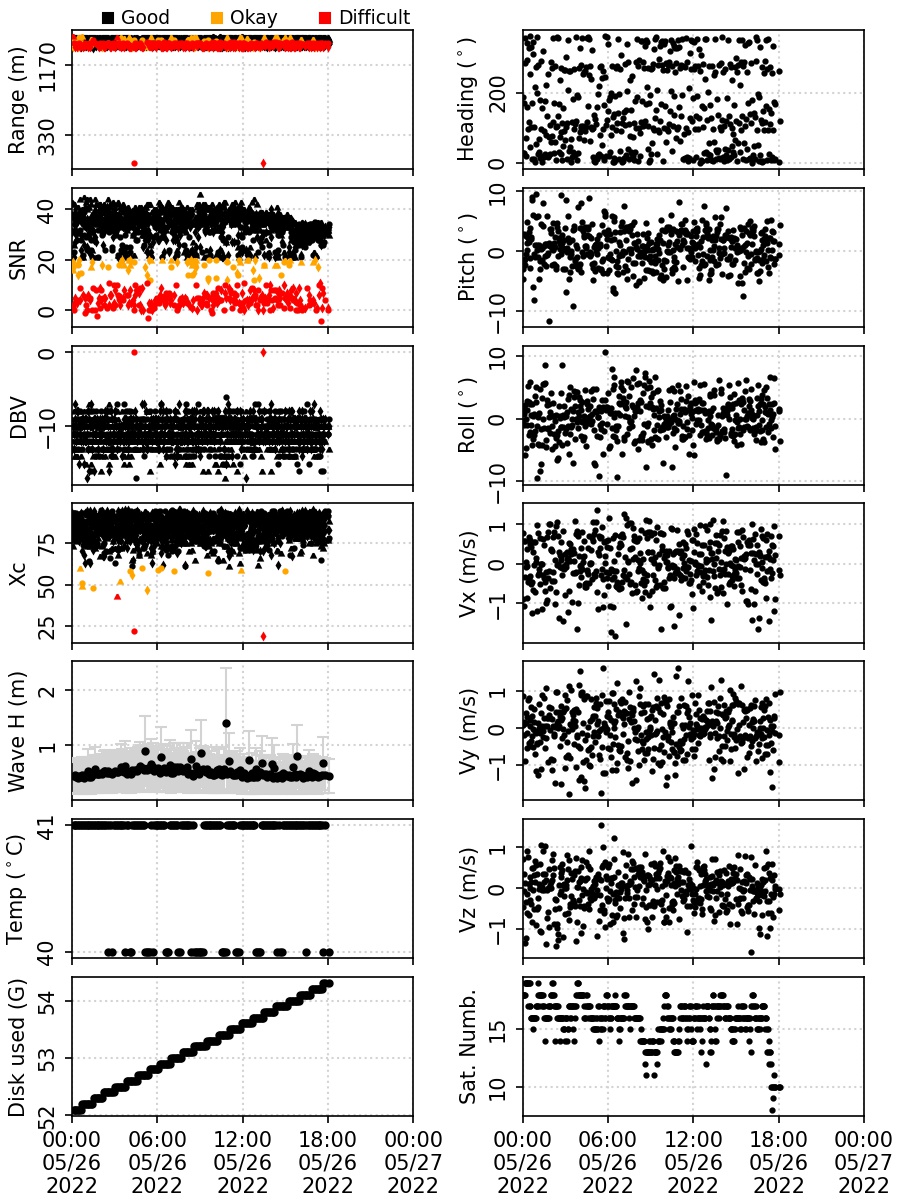 Good Okay Difficult
Range (m)
1170
330
Heading (°)
200
0
SNR
40
20
0
Pitch (°)
10
0
−10
DBV
0
−10
Roll (°)
10
0
−10
Xc
75
50
25
Vx (m/s)
1
0
−1
Wave H (m)
2
1
Vy (m/s)
1
0
−1
Temp (°C)
41
40
Vz (m/s)
1
0
−1
Disk used (G)
54
53
52
Sat. Numb.
15
10
00:00 06:00 12:00 18:00 00:00
05/26 05/26 05/26 05/26 05/27
2022 2022 2022 2022 2022
00:00 06:00 12:00 18:00 00:00
05/26 05/26 05/26 05/26 05/27
2022 2022 2022 2022 2022